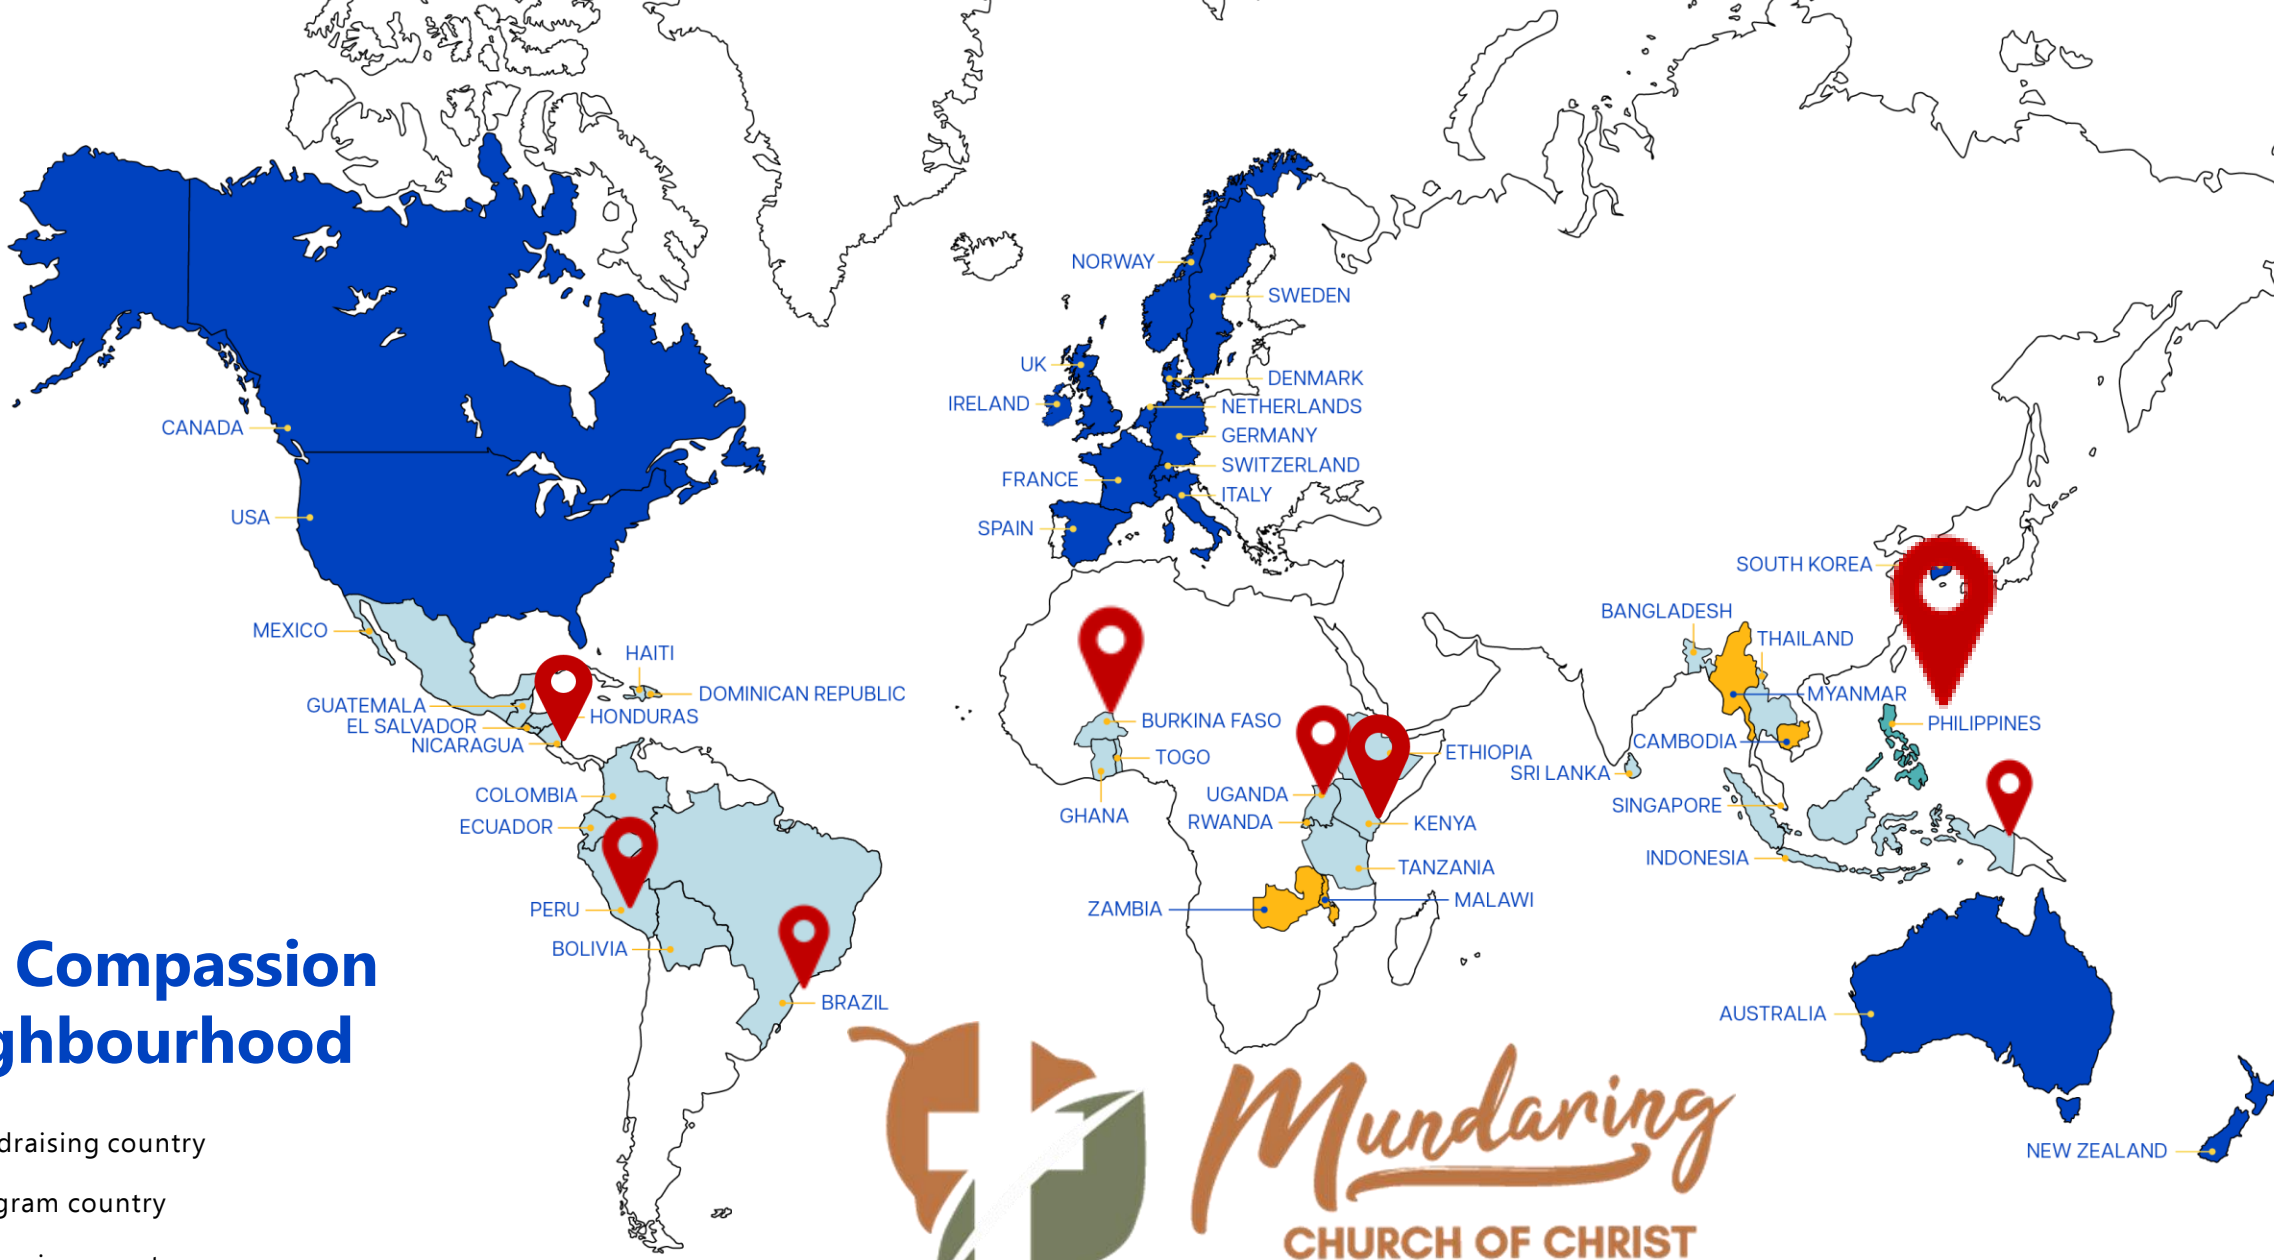 NORWAY
SWEDEN
UK
DENMARK
IRELAND
NETHERLANDS
GERMANY
CANADA
SWITZERLAND
FRANCE
ITALY
USA
SPAIN
SOUTH KOREA
BANGLADESH
MEXICO
THAILAND
HAITI
DOMINICAN REPUBLIC
MYANMAR
GUATEMALA
HONDURAS
BURKINA FASO
PHILIPPINES
EL SALVADOR
NICARAGUA
CAMBODIA
ETHIOPIA
TOGO
SRI LANKA
COLOMBIA
UGANDA
SINGAPORE
GHANA
RWANDA
KENYA
ECUADOR
INDONESIA
TANZANIA
MALAWI
PERU
ZAMBIA
BOLIVIA
BRAZIL
AUSTRALIA
NEW ZEALAND
Compassion
ghbourhood
draising country
gram country
Mundaring
CHURCH OF CHRIST